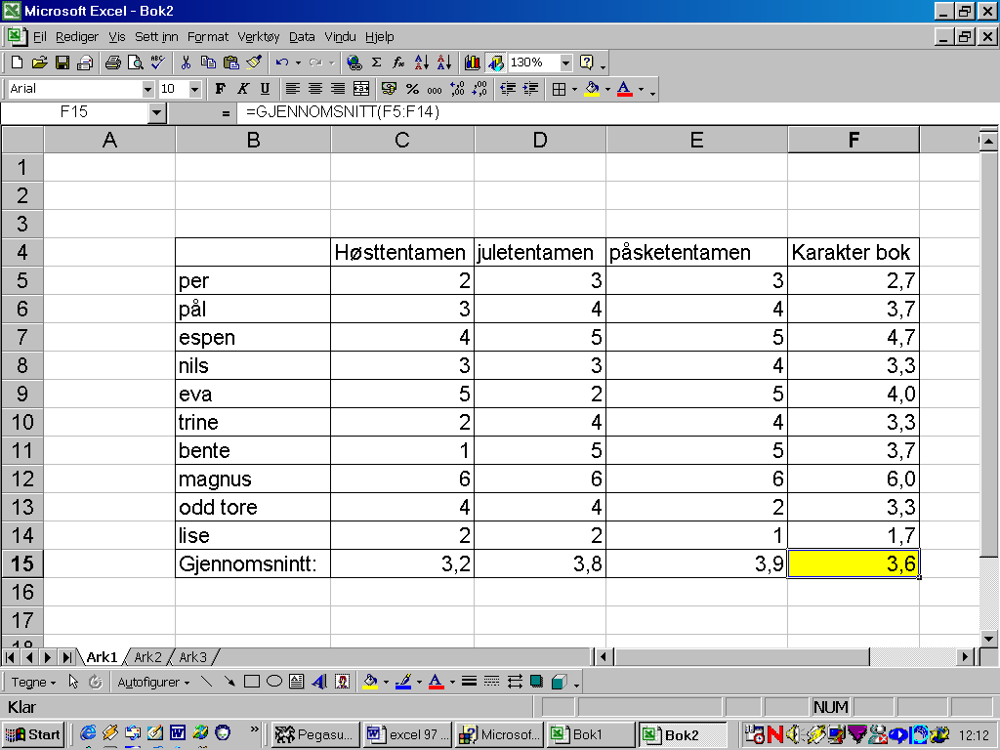 Microsoft Excel - Bok2
Fil Rediger Vis Sett inn Format Verktøy Data Vindu Hjelp
130%
Arial 10 F K U % 000
F15 = =GJENNOMSNITT(F5:F14)
A B C D E F
1
2
3
4 Høsttentamen juletentamen påsketentamen Karakter bok
5 per 2 3 3 2,7
6 pål 3 4 4 3,7
7 espen 4 5 5 4,7
8 nils 3 3 4 3,3
9 eva 5 2 5 4,0
10 trine 2 4 4 3,3
11 bente 1 5 5 3,7
12 magnus 6 6 6 6,0
13 odd tore 4 4 2 3,3
14 lise 2 2 1 1,7
15 Gjennomsnintt: 3,2 3,8 3,9 3,6
16
17
18
Ark1 Ark2 Ark3
Tegne Autofigurer
Klar NUM
Start Pegasu... excel 97 ... Microsof... Bok1 Bok2 12:12